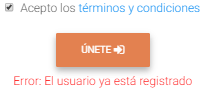 Acepto los términos y condiciones
ÚNETE
Error: El usuario ya está registrado